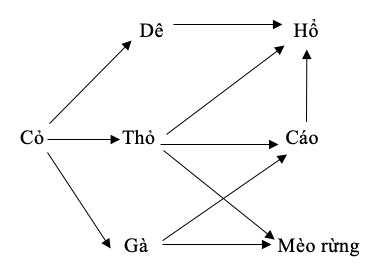 Dê Hổ
Cỏ Thỏ Cáo
Gà Mèo rừng